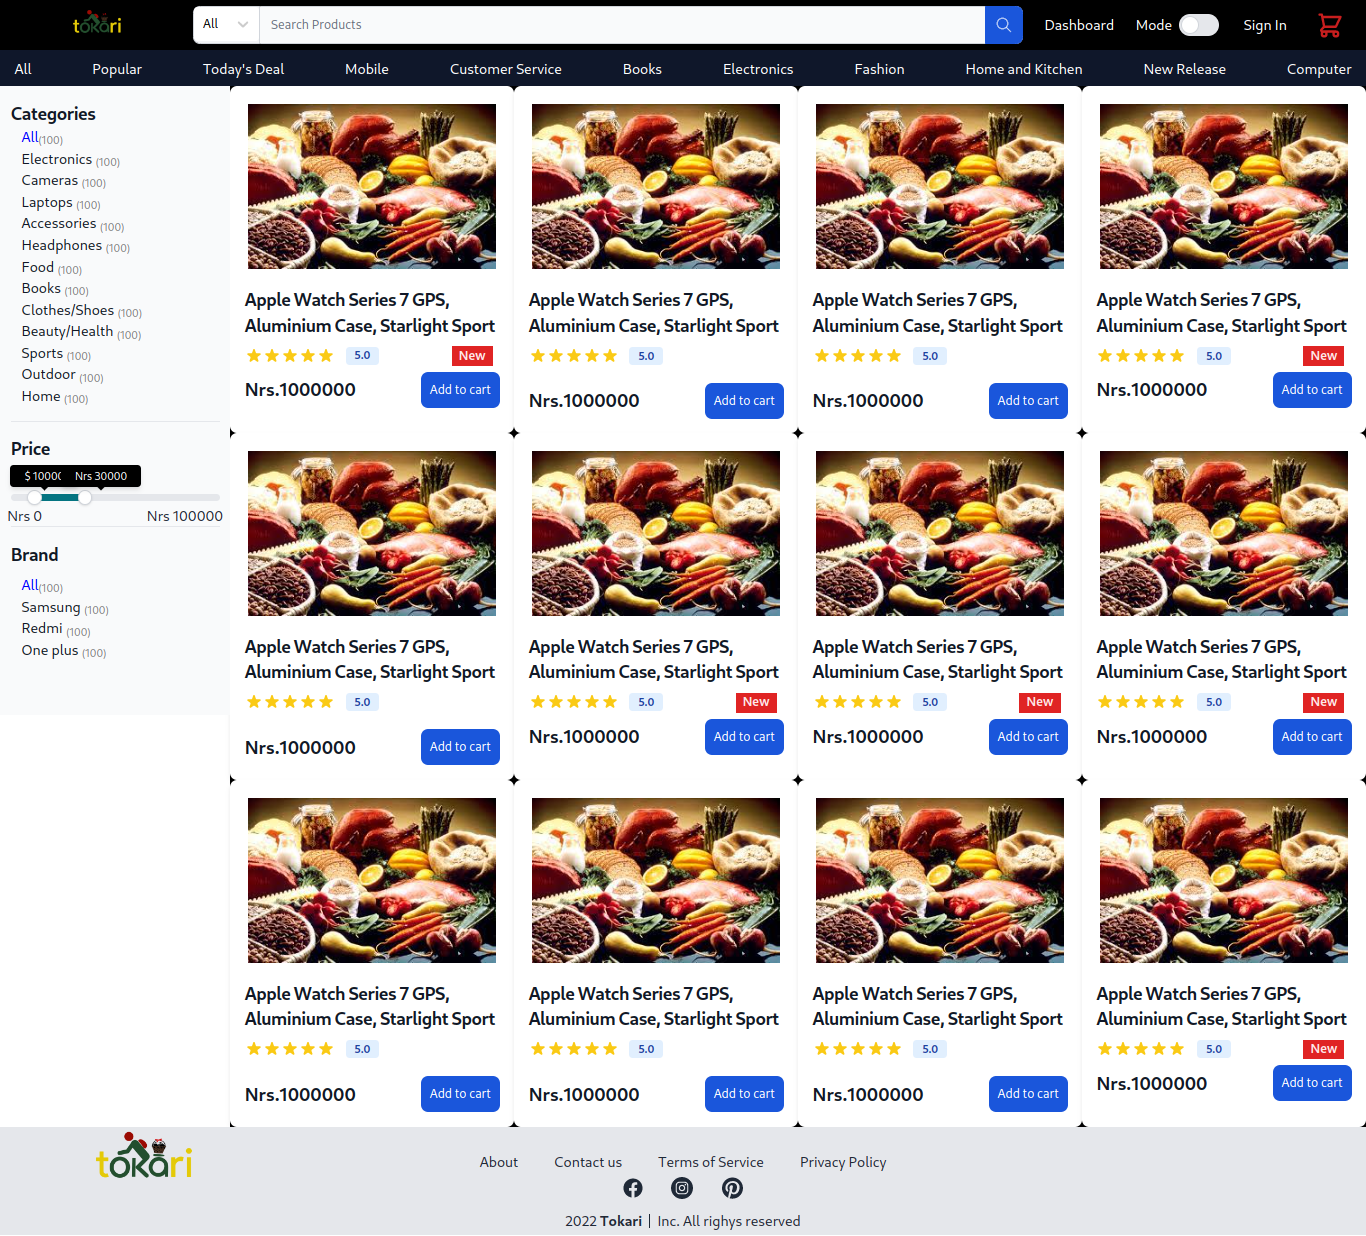 tokari All Search Products Dashboard Mode Sign In
All Popular Today's Deal Mobile Customer Service Books Electronics Fashion Home and Kitchen New Release Computer
Categories
All(100)
Electronics (100)
Cameras (100)
Laptops (100)
Accessories (100)
Headphones (100)
Food (100)
Books (100)
Clothes/Shoes (100)
Beauty/Health (100)
Sports (100)
Outdoor (100)
Home (100)
Price
$ 1000 Nrs 30000
Nrs 0 Nrs 100000
Brand
All(100)
Samsung (100)
Redmi (100)
One plus (100)
Apple Watch Series 7 GPS,
Aluminium Case, Starlight Sport
5.0 New
Nrs.1000000 Add to cart
Apple Watch Series 7 GPS,
Aluminium Case, Starlight Sport
5.0
Nrs.1000000 Add to cart
Apple Watch Series 7 GPS,
Aluminium Case, Starlight Sport
5.0
Nrs.1000000 Add to cart
Apple Watch Series 7 GPS,
Aluminium Case, Starlight Sport
5.0 New
Nrs.1000000 Add to cart
Apple Watch Series 7 GPS,
Aluminium Case, Starlight Sport
5.0
Nrs.1000000 Add to cart
Apple Watch Series 7 GPS,
Aluminium Case, Starlight Sport
5.0 New
Nrs.1000000 Add to cart
Apple Watch Series 7 GPS,
Aluminium Case, Starlight Sport
5.0 New
Nrs.1000000 Add to cart
Apple Watch Series 7 GPS,
Aluminium Case, Starlight Sport
5.0 New
Nrs.1000000 Add to cart
Apple Watch Series 7 GPS,
Aluminium Case, Starlight Sport
5.0
Nrs.1000000 Add to cart
Apple Watch Series 7 GPS,
Aluminium Case, Starlight Sport
5.0
Nrs.1000000 Add to cart
Apple Watch Series 7 GPS,
Aluminium Case, Starlight Sport
5.0
Nrs.1000000 Add to cart
Apple Watch Series 7 GPS,
Aluminium Case, Starlight Sport
5.0 New
Nrs.1000000 Add to cart
tokari
About Contact us Terms of Service Privacy Policy
2022 Tokari | Inc. All righys reserved